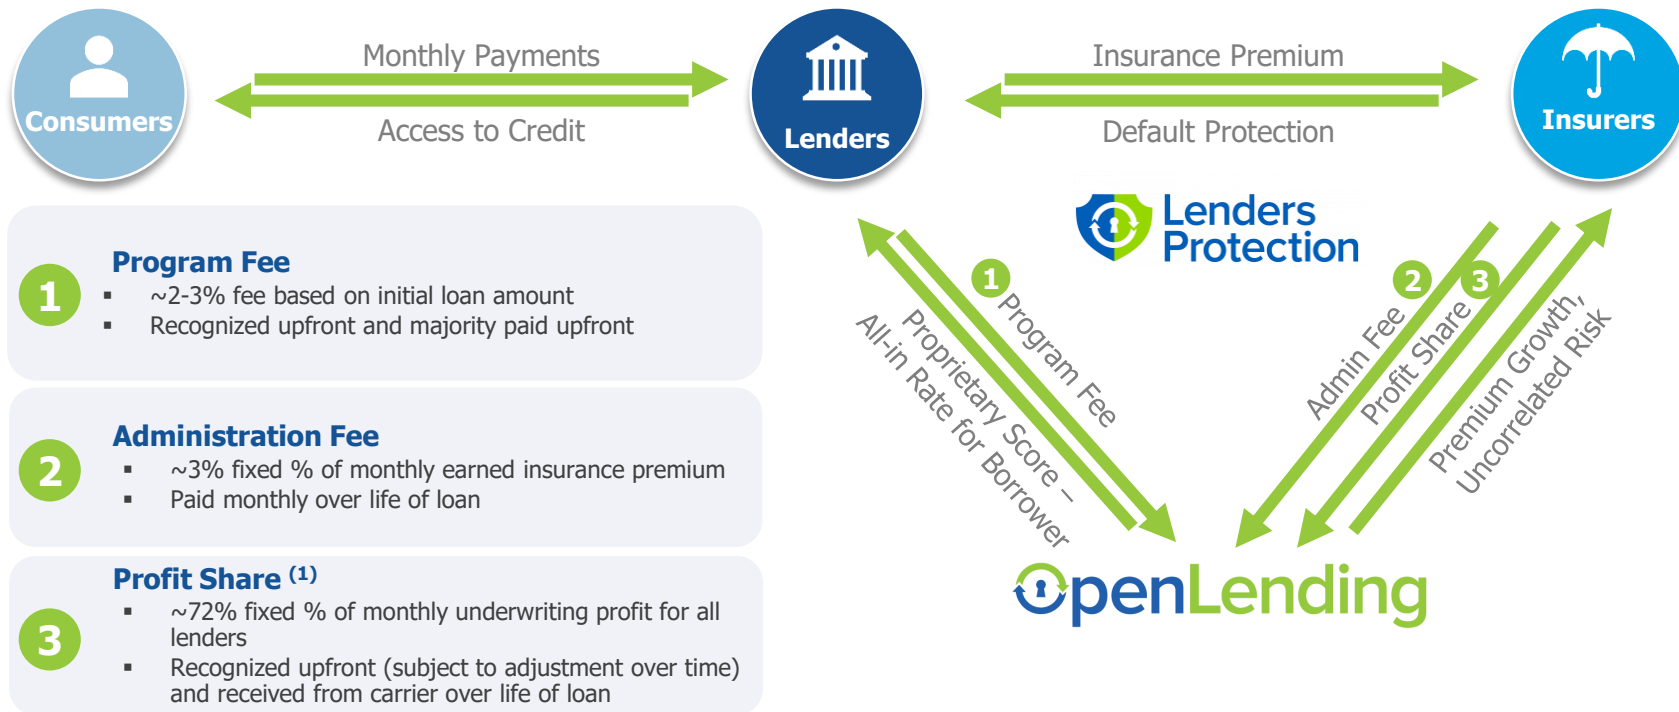 Consumers
Monthly Payments
Access to Credit
Lenders
Insurance Premium
Default Protection
Insurers
Lenders
Protection
1
Program Fee
▪ ~2-3% fee based on initial loan amount
▪ Recognized upfront and majority paid upfront
2
Administration Fee
▪ ~3% fixed % of monthly earned insurance premium
▪ Paid monthly over life of loan
3
Profit Share (1)
▪ ~72% fixed % of monthly underwriting profit for all
lenders
▪ Recognized upfront (subject to adjustment over time)
and received from carrier over life of loan
1
Program Fee
Proprietary Score –
All-in Rate for Borrower
2
Admin Fee
3
Profit Share
Premium Growth,
Uncorrelated Risk
OpenLending